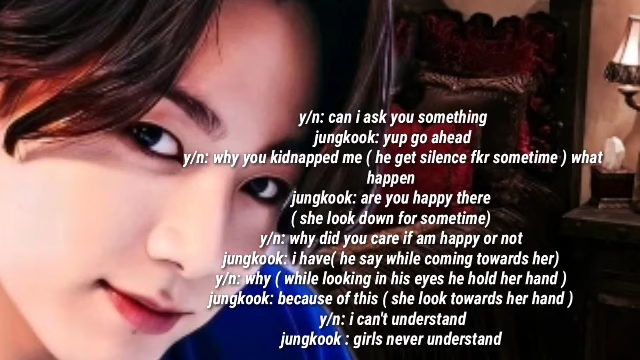 y/n: can i ask you something
jungkook: yup go ahead
y/n: why you kidnapped me ( he get silence fkr sometime ) what
happen
jungkook: are you happy there
( she look down for sometime)
y/n: why did you care if am happy or not
jungkook: i have( he say while coming towards her)
y/n: why ( while looking in his eyes he hold her hand )
jungkook: because of this ( she look towards her hand )
y/n: i can't understand
jungkook : girls never understand